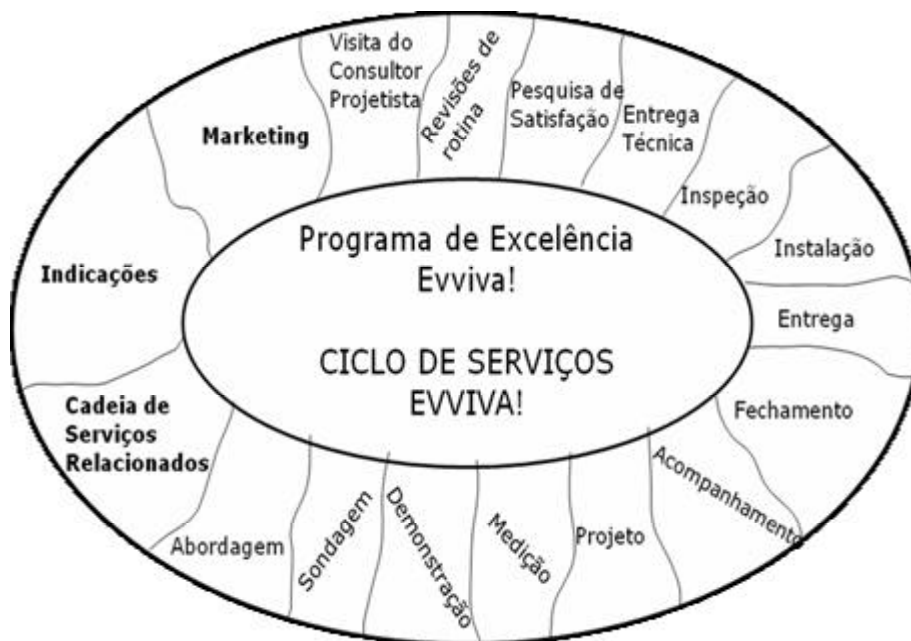 Visita do
Consultor
Projetista
Revisões de
rotina
Pesquisa de
Satisfação
Entrega
Técnica
Marketing
Inspeção
Indicações
Programa de Excelência
Evviva!
Instalação
Entrega
CICLO DE SERVIÇOS
EVVIVA!
Cadeia de
Serviços
Relacionados
Fechamento
Acompanhamento
Abordagem
Sondagem
Demonstração
Medição
Projeto